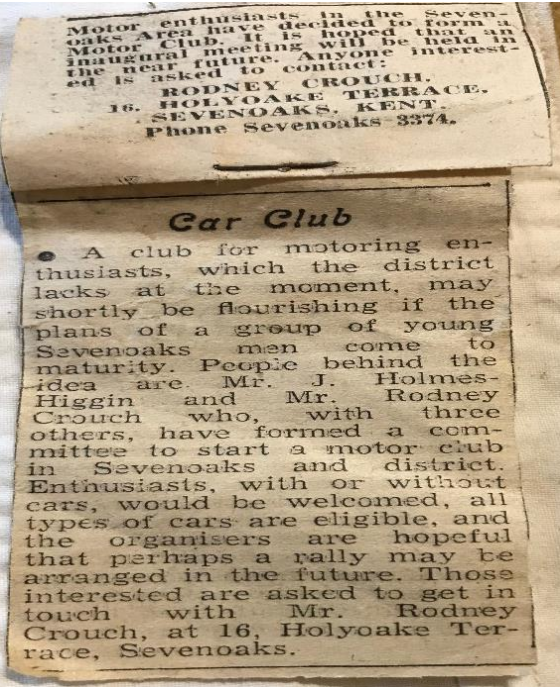 Motor enthusiasts in the Seven-
oaks Area have decided to form a
Motor Club. It is hoped that an
inaugural meeting will be held in
the near future. Anyone interest-
ed is asked to contact:
RODNEY CROUCH.
16. HOLYOAKE TERRACE.
SEVENOAKS, KENT.
Phone Sevenoaks 3374.
Car Club
● A club for motoring en-
thusiasts, which the district
lacks at the moment, may
shortly be flourishing if the
plans of a group of young
Sevenoaks men come to
maturity. People behind the
idea are Mr. J. Holmes-
Higgin and Mr. Rodney
Crouch who, with three
others, have formed a com-
mittee to start a motor club
in Sevenoaks and district.
Enthusiasts, with or without
cars, would be welcomed, all
types of cars are eligible, and
the organisers are hopeful
that perhaps a rally may be
arranged in the future. Those
interested are asked to get in
touch with Mr. Rodney
Crouch, at 16, Holyoake Ter-
race, Sevenoaks.